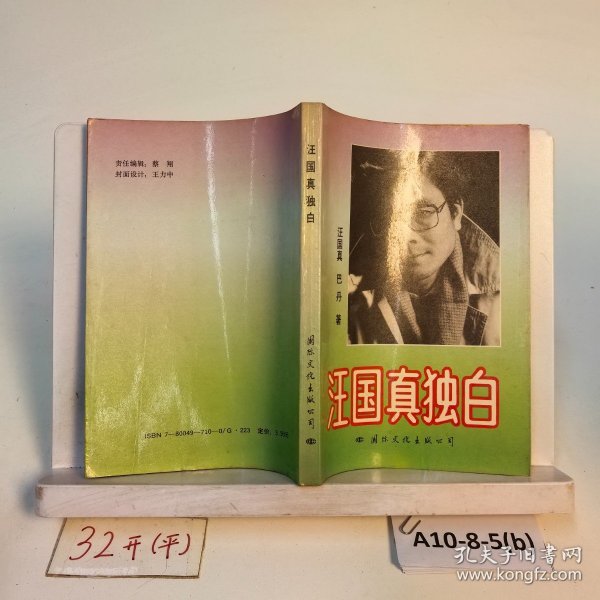 责任编辑：蔡 翔
封面设计：王力中
ISBN 7—80049—710—0/G·223 定价：3.
汪国真独白
国际文化出版公司
汪国真 巴 丹 著
汪国真独白
国际文化出版公司
32开(平)
A10-8-5(b)
孔夫子旧书网
www.kongfz.com